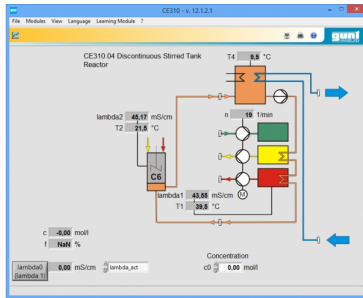 CE310 - v. 12.1.2.1
File Modules View Language Learning Module ?
gunt
CE310.04 Discontinuous Stirred Tank
Reactor
T4 9,5 °C
lambda2 45,17 mS/cm
T2 21,5 °C
n 19 1/min
C6
lambda1 43,55 mS/cm
T1 39,5 °C
M
c -0,00 mol/l
f NaN %
Concentration
lambda0 0,00 mS/cm lambda_act
(lambda 1)
c0 0,00 mol/l